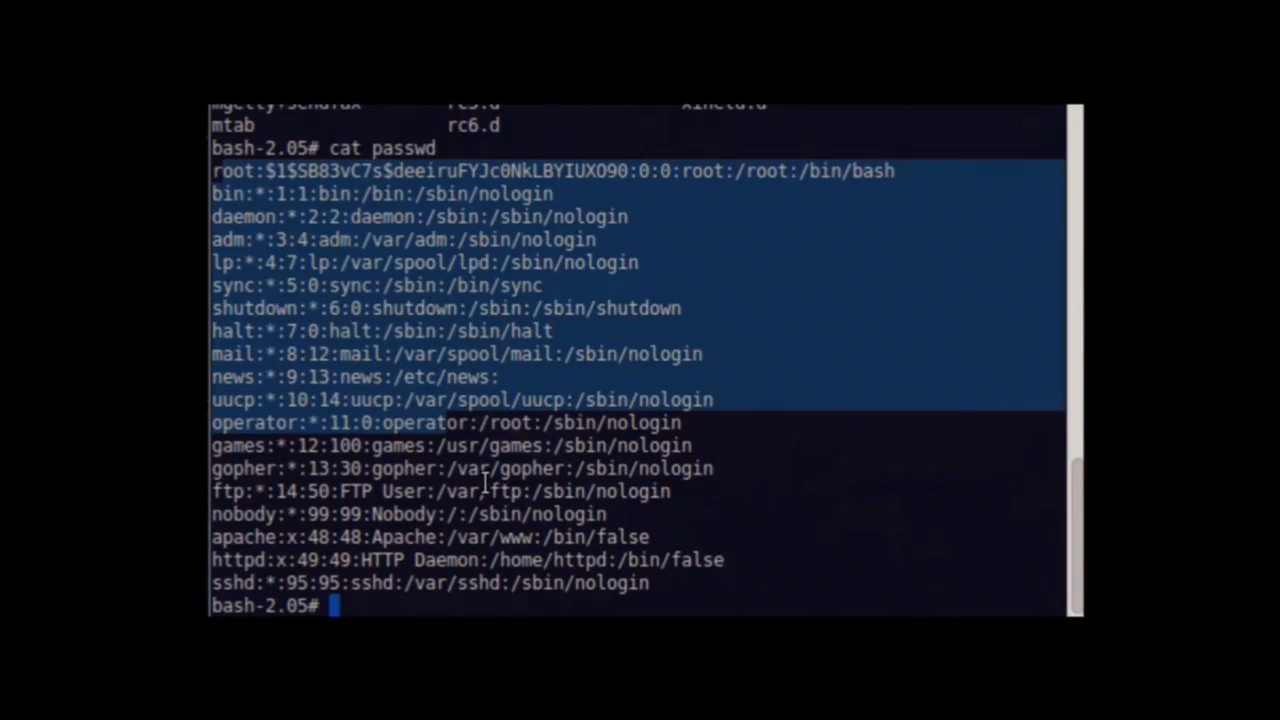 mtab rc6.d
bash-2.05# cat passwd
root:$1$SB83vC7s$deeiruFYJc0NkLBYIUXO90:0:0:root:/root:/bin/bash
bin:*:1:1:bin:/bin:/sbin/nologin
daemon:*:2:2:daemon:/sbin:/sbin/nologin
adm:*:3:4:adm:/var/adm:/sbin/nologin
lp:*:4:7:lp:/var/spool/lpd:/sbin/nologin
sync:*:5:0:sync:/sbin:/bin/sync
shutdown:*:6:0:shutdown:/sbin:/sbin/shutdown
halt:*:7:0:halt:/sbin:/sbin/halt
mail:*:8:12:mail:/var/spool/mail:/sbin/nologin
news:*:9:13:news:/etc/news:
uucp:*:10:14:uucp:/var/spool/uucp:/sbin/nologin
operator:*:11:0:operator:/root:/sbin/nologin
games:*:12:100:games:/usr/games:/sbin/nologin
gopher:*:13:30:gopher:/var/gopher:/sbin/nologin
ftp:*:14:50:FTP User:/var/ftp:/sbin/nologin
nobody:*:99:99:Nobody:/:/sbin/nologin
apache:x:48:48:Apache:/var/www:/bin/false
httpd:x:49:49:HTTP Daemon:/home/httpd:/bin/false
sshd:*:95:95:sshd:/var/sshd:/sbin/nologin
bash-2.05#